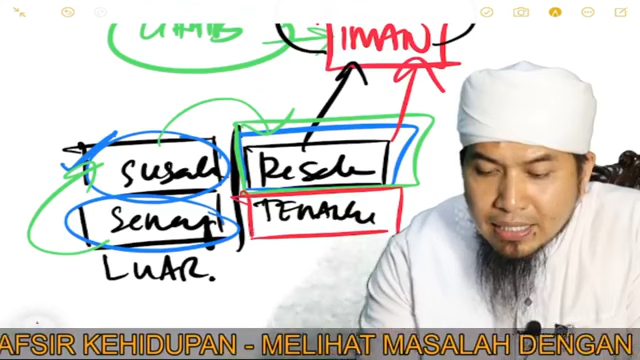 IMAN
susah Resah
senang TENANG
LUAR.
AFSIR KEHIDUPAN - MELIHAT MASALAH DENGAN